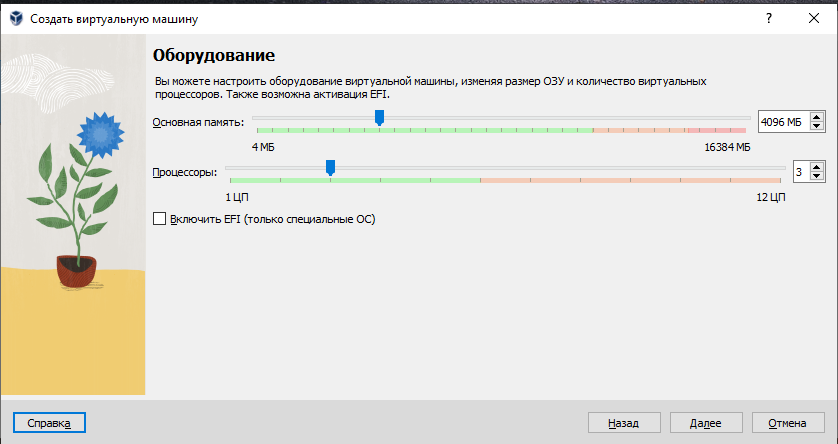 Создать виртуальную машину
Оборудование
Вы можете настроить оборудование виртуальной машины, изменяя размер ОЗУ и количество виртуальных
процессоров. Также возможна активация EFI.
Основная память:
4096 МБ
4 МБ
16384 МБ
Процессоры:
3
1 ЦП
12 ЦП
Включить EFI (только специальные ОС)
Справка
Назад
Далее
Отмена